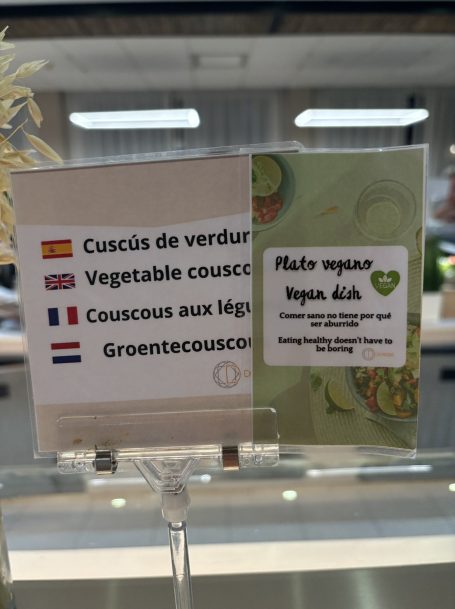 Cuscús de verdur
Vegetable cousco
Couscous aux légu
Groentecouscou
Plato vegano
Vegan dish
VEGAN
Comer sano no tiene por qué
ser aburrido
Eating healthy doesn't have to
be boring